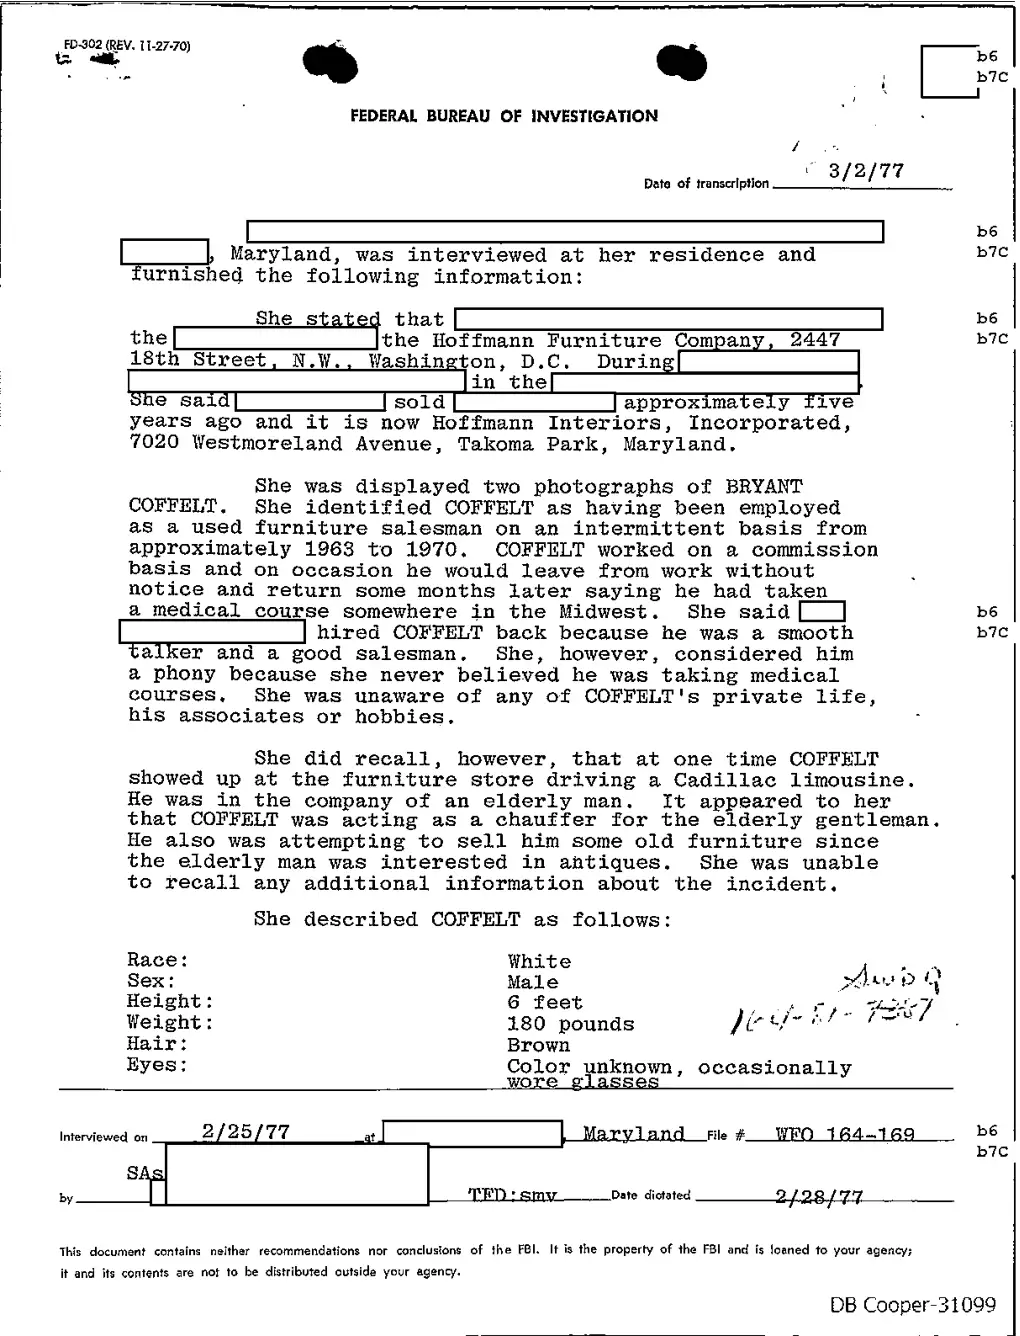 FD-302 (REV. 11-27-70)
b6
b7C
FEDERAL BUREAU OF INVESTIGATION
Date of transcription 3/2/77
b6
, Maryland, was interviewed at her residence and b7C
furnished the following information:
She stated that b6
the the Hoffmann Furniture Company, 2447 b7C
18th Street, N.W., Washington, D.C. During
in the .
She said sold approximately five
years ago and it is now Hoffmann Interiors, Incorporated,
7020 Westmoreland Avenue, Takoma Park, Maryland.
She was displayed two photographs of BRYANT
COFFELT. She identified COFFELT as having been employed
as a used furniture salesman on an intermittent basis from
approximately 1963 to 1970. COFFELT worked on a commission
basis and on occasion he would leave from work without
notice and return some months later saying he had taken
a medical course somewhere in the Midwest. She said b6
hired COFFELT back because he was a smooth b7C
talker and a good salesman. She, however, considered him
a phony because she never believed he was taking medical
courses. She was unaware of any of COFFELT's private life,
his associates or hobbies.
She did recall, however, that at one time COFFELT
showed up at the furniture store driving a Cadillac limousine.
He was in the company of an elderly man. It appeared to her
that COFFELT was acting as a chauffer for the elderly gentleman.
He also was attempting to sell him some old furniture since
the elderly man was interested in antiques. She was unable
to recall any additional information about the incident.
She described COFFELT as follows:
Race: White
Sex: Male
Height: 6 feet
Weight: 180 pounds
Hair: Brown
Eyes: Color unknown, occasionally
wore glasses
Interviewed on 2/25/77 at , Maryland File # WFO 164-169 b6
b7C
SAs
by TFD:smv Date dictated 2/28/77
This document contains neither recommendations nor conclusions of the FBI. It is the property of the FBI and is loaned to your agency;
it and its contents are not to be distributed outside your agency.
DB Cooper-31099